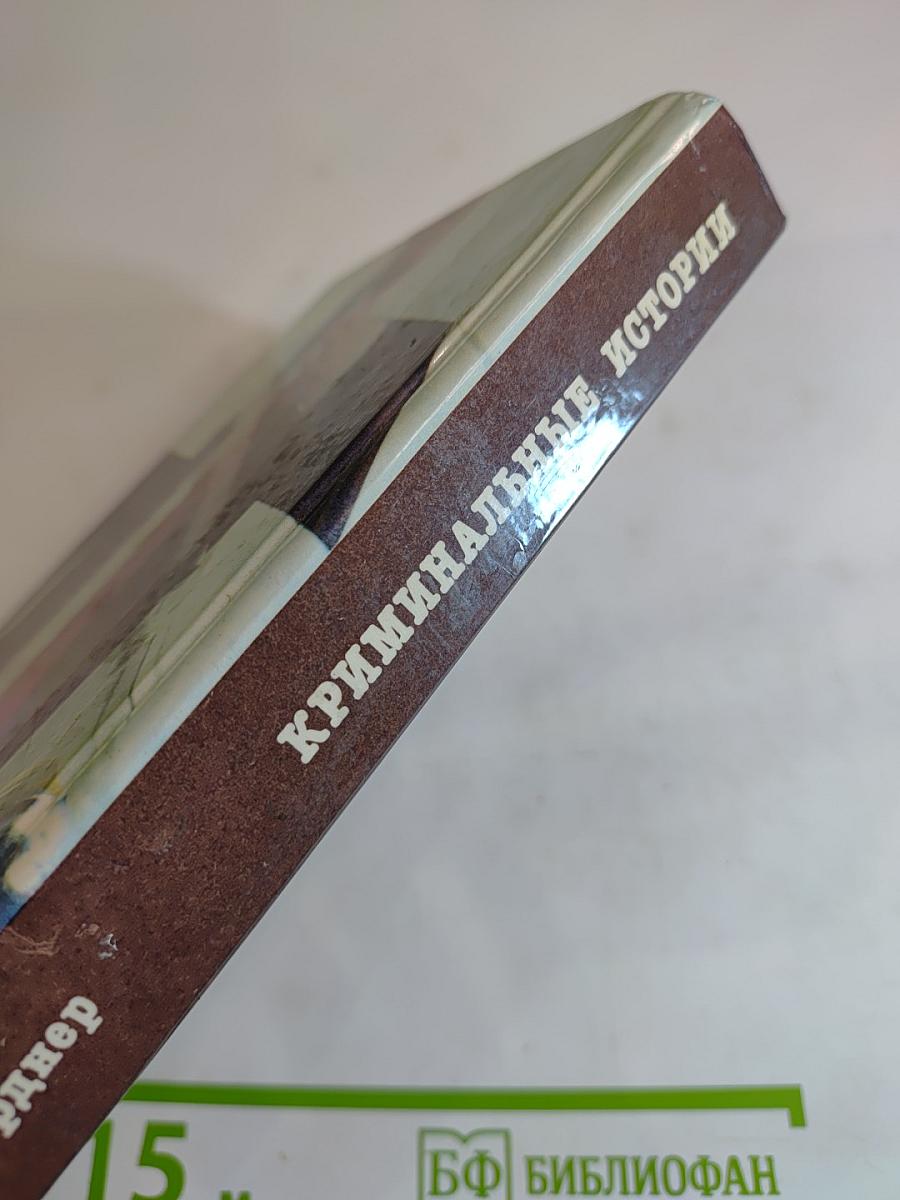 КРИМИНАЛЬНЫЕ ИСТОРИИ
рднер
15
БФ БИБЛИОФАН